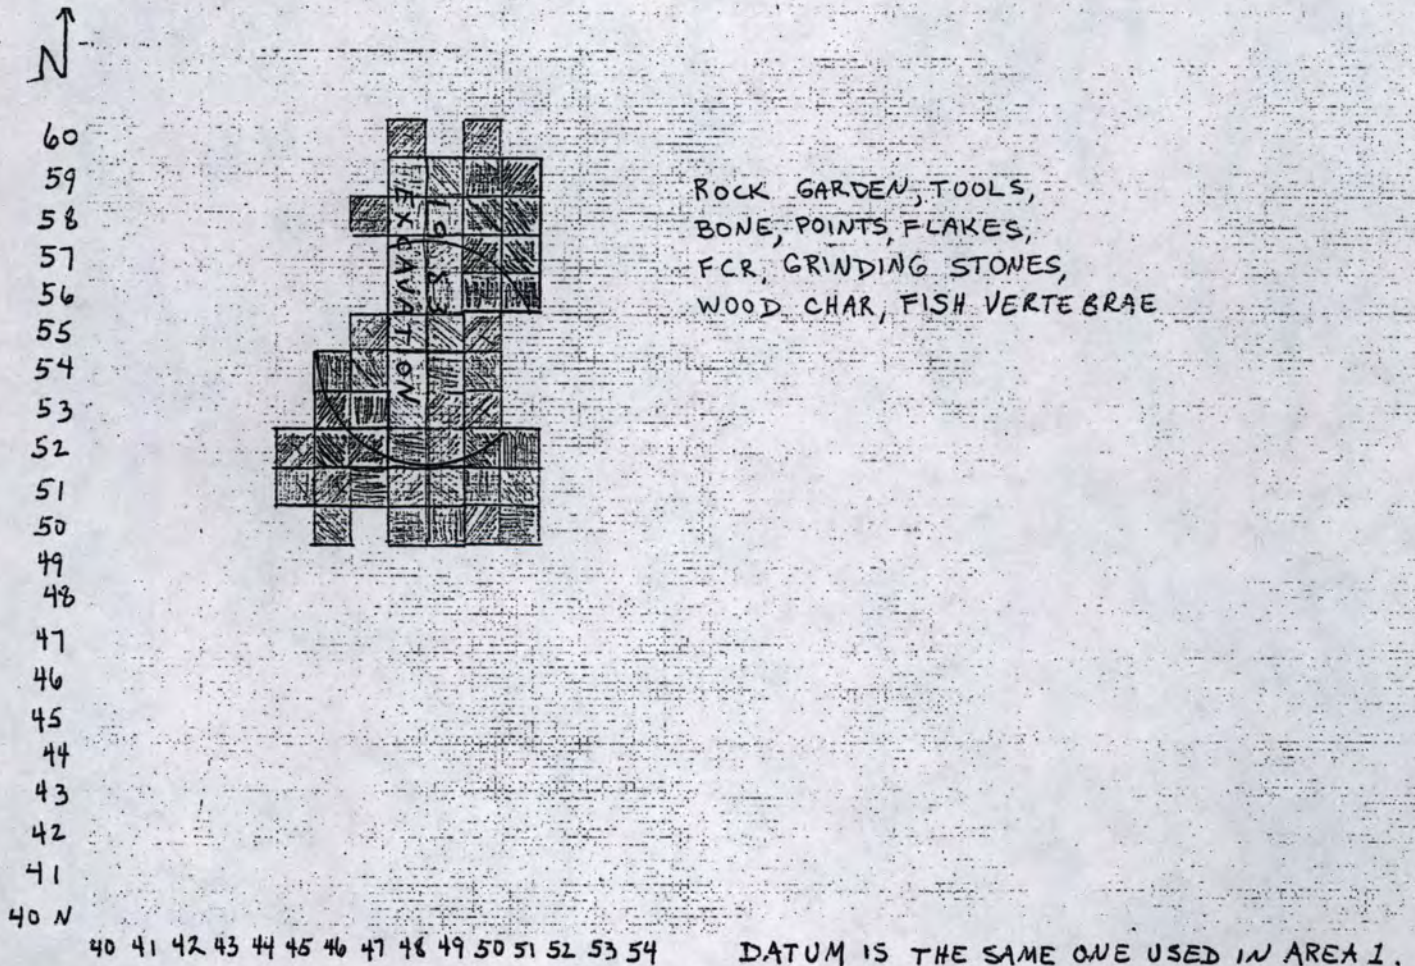 N
60
59
58
57
56
55
54
53
52
51
50
49
48
47
46
45
44
43
42
41
40 N
1983
EXCAVATION
ROCK GARDEN, TOOLS,
BONE, POINTS, FLAKES,
FCR, GRINDING STONES,
WOOD CHAR, FISH VERTEBRAE
40 41 42 43 44 45 46 47 48 49 50 51 52 53 54
DATUM IS THE SAME ONE USED IN AREA 1.